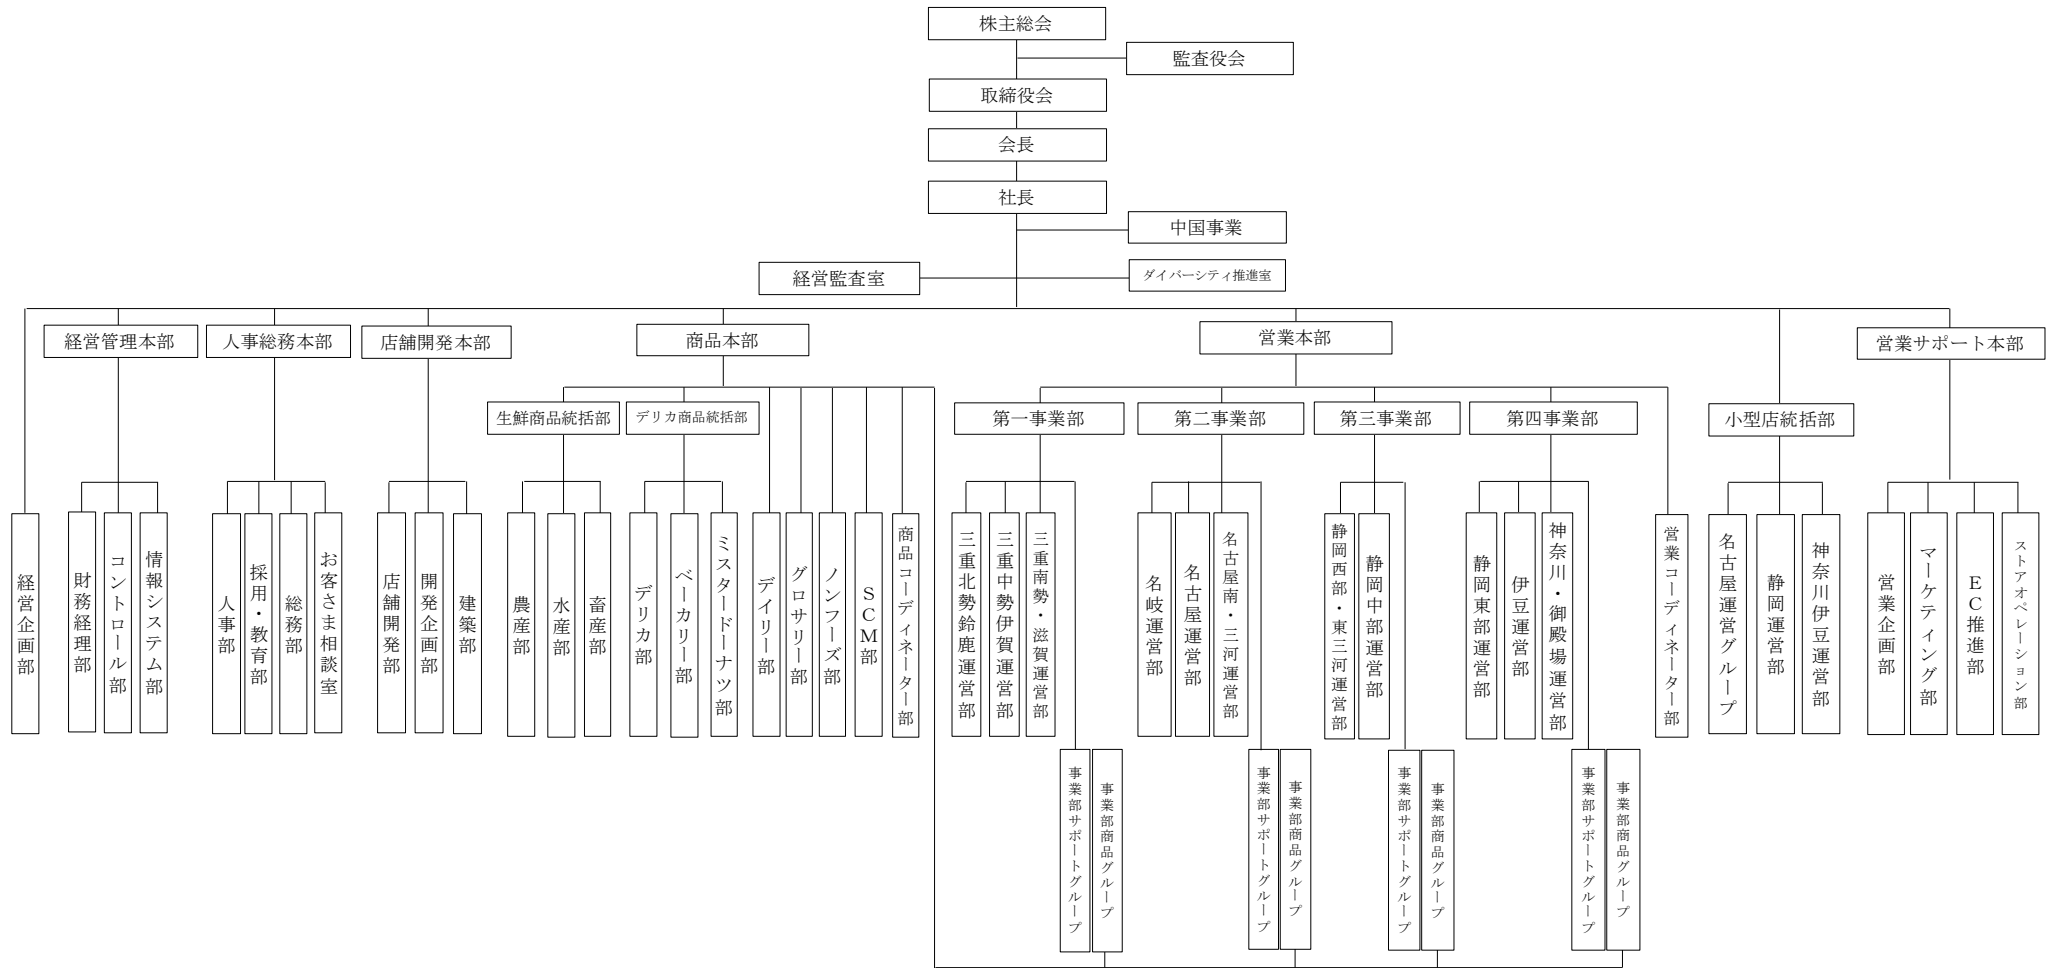 株主総会
監査役会
取締役会
会長
社長
中国事業
経営監査室
ダイバーシティ推進室
経営管理本部
人事総務本部
店舗開発本部
商品本部
営業本部
営業サポート本部
生鮮商品統括部
デリカ商品統括部
第一事業部
第二事業部
第三事業部
第四事業部
小型店統括部
経営企画部
財務経理部
コントロール部
情報システム部
人事部
採用・教育部
総務部
お客さま相談室
店舗開発部
開発企画部
建築部
農産部
水産部
畜産部
デリカ部
ベーカリー部
ミスタードーナツ部
デイリー部
グロサリー部
ノンフーズ部
SCM部
商品コーディネーター部
三重北勢鈴鹿運営部
三重中勢伊賀運営部
三重南勢・滋賀運営部
名岐運営部
名古屋運営部
名古屋南・三河運営部
静岡西部・東三河運営部
静岡中部運営部
静岡東部運営部
伊豆運営部
神奈川・御殿場運営部
営業コーディネーター部
名古屋運営グループ
静岡運営部
神奈川伊豆運営部
営業企画部
マーケティング部
EC推進部
ストアオペレーション部
事業部サポートグループ
事業部商品グループ
事業部サポートグループ
事業部商品グループ
事業部サポートグループ
事業部商品グループ
事業部サポートグループ
事業部商品グループ